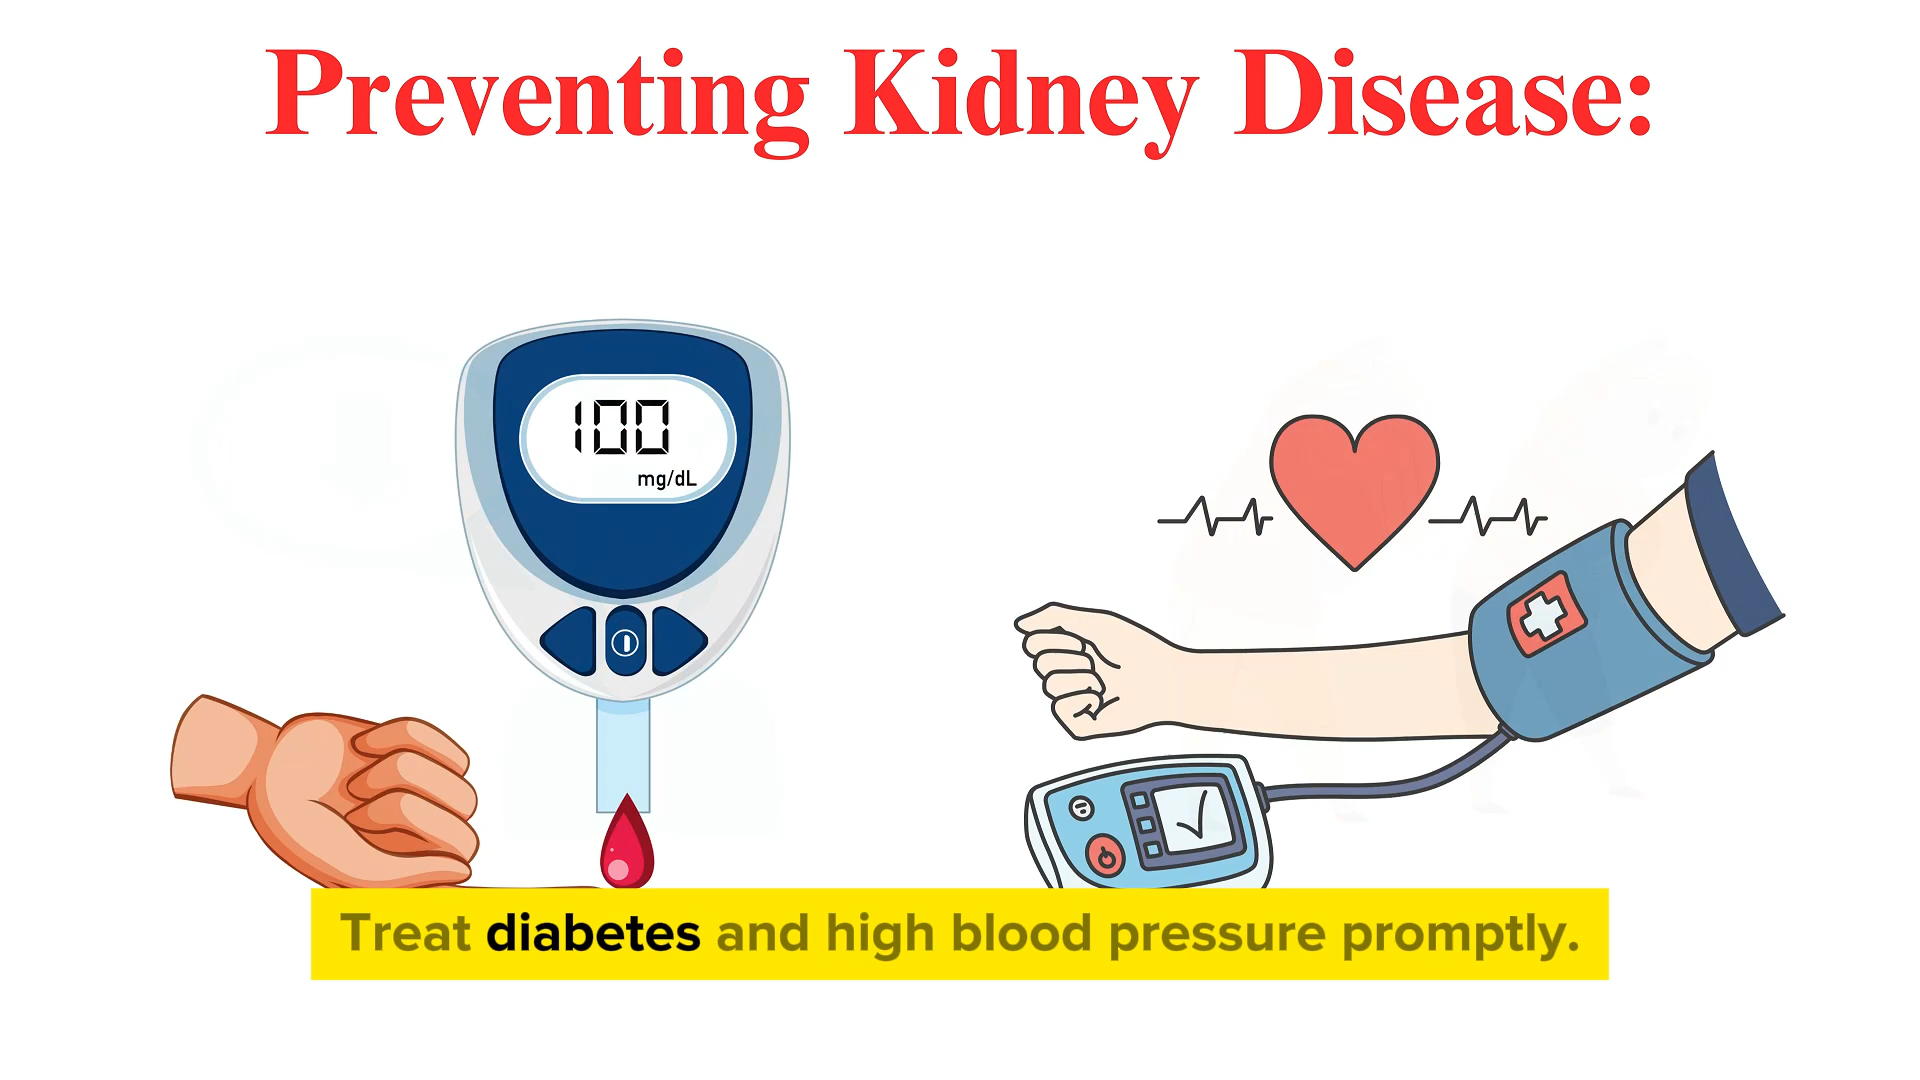 Preventing Kidney Disease:
100
mg/dL
Treat diabetes and high blood pressure promptly.